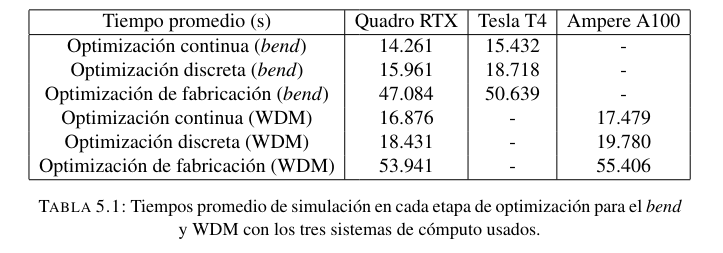 Tiempo promedio (s) Quadro RTX Tesla T4 Ampere A100
Optimización continua (bend) 14.261 15.432 -
Optimización discreta (bend) 15.961 18.718 -
Optimización de fabricación (bend) 47.084 50.639 -
Optimización continua (WDM) 16.876 - 17.479
Optimización discreta (WDM) 18.431 - 19.780
Optimización de fabricación (WDM) 53.941 - 55.406
TABLA 5.1: Tiempos promedio de simulación en cada etapa de optimización para el bend
y WDM con los tres sistemas de cómputo usados.